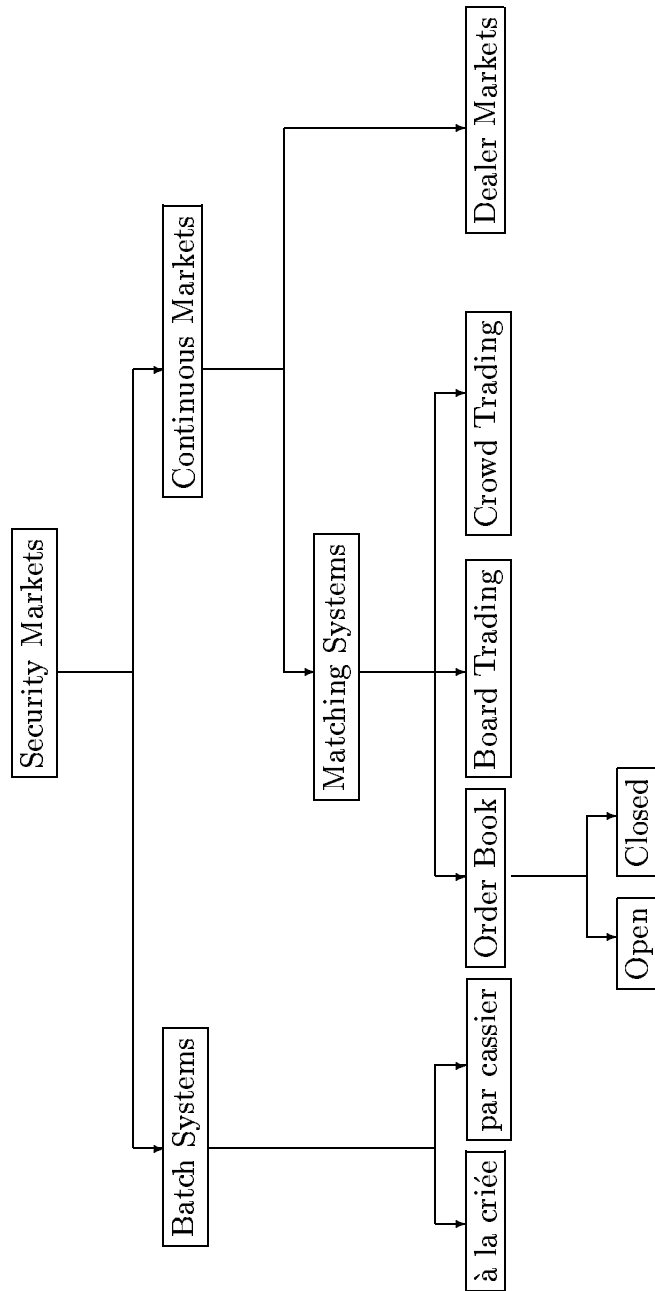 Security Markets
Batch Systems
Continuous Markets
Matching Systems
à la criée
par cassier
Order Book
Board Trading
Crowd Trading
Dealer Markets
Open
Closed